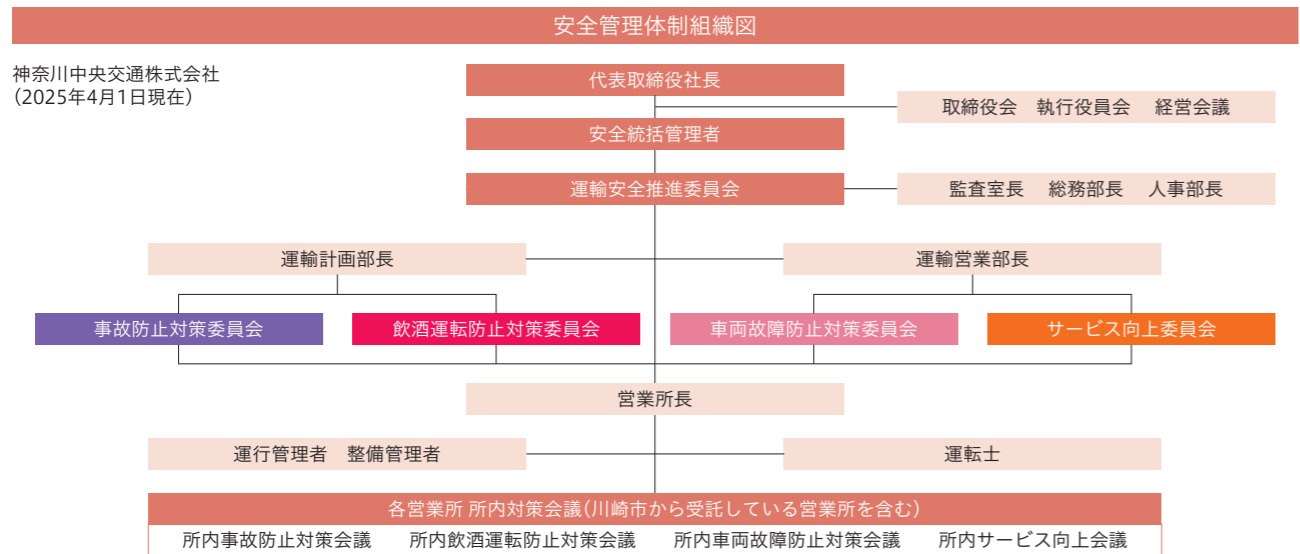 安全管理体制組織図
神奈川中央交通株式会社
（2025年4月1日現在）
代表取締役社長
取締役会　執行役員会　経営会議
安全統括管理者
運輸安全推進委員会
監査室長　総務部長　人事部長
運輸計画部長
運輸営業部長
事故防止対策委員会
飲酒運転防止対策委員会
車両故障防止対策委員会
サービス向上委員会
営業所長
運行管理者　整備管理者
運転士
各営業所 所内対策会議（川崎市から受託している営業所を含む）
所内事故防止対策会議　所内飲酒運転防止対策会議　所内車両故障防止対策会議　所内サービス向上会議